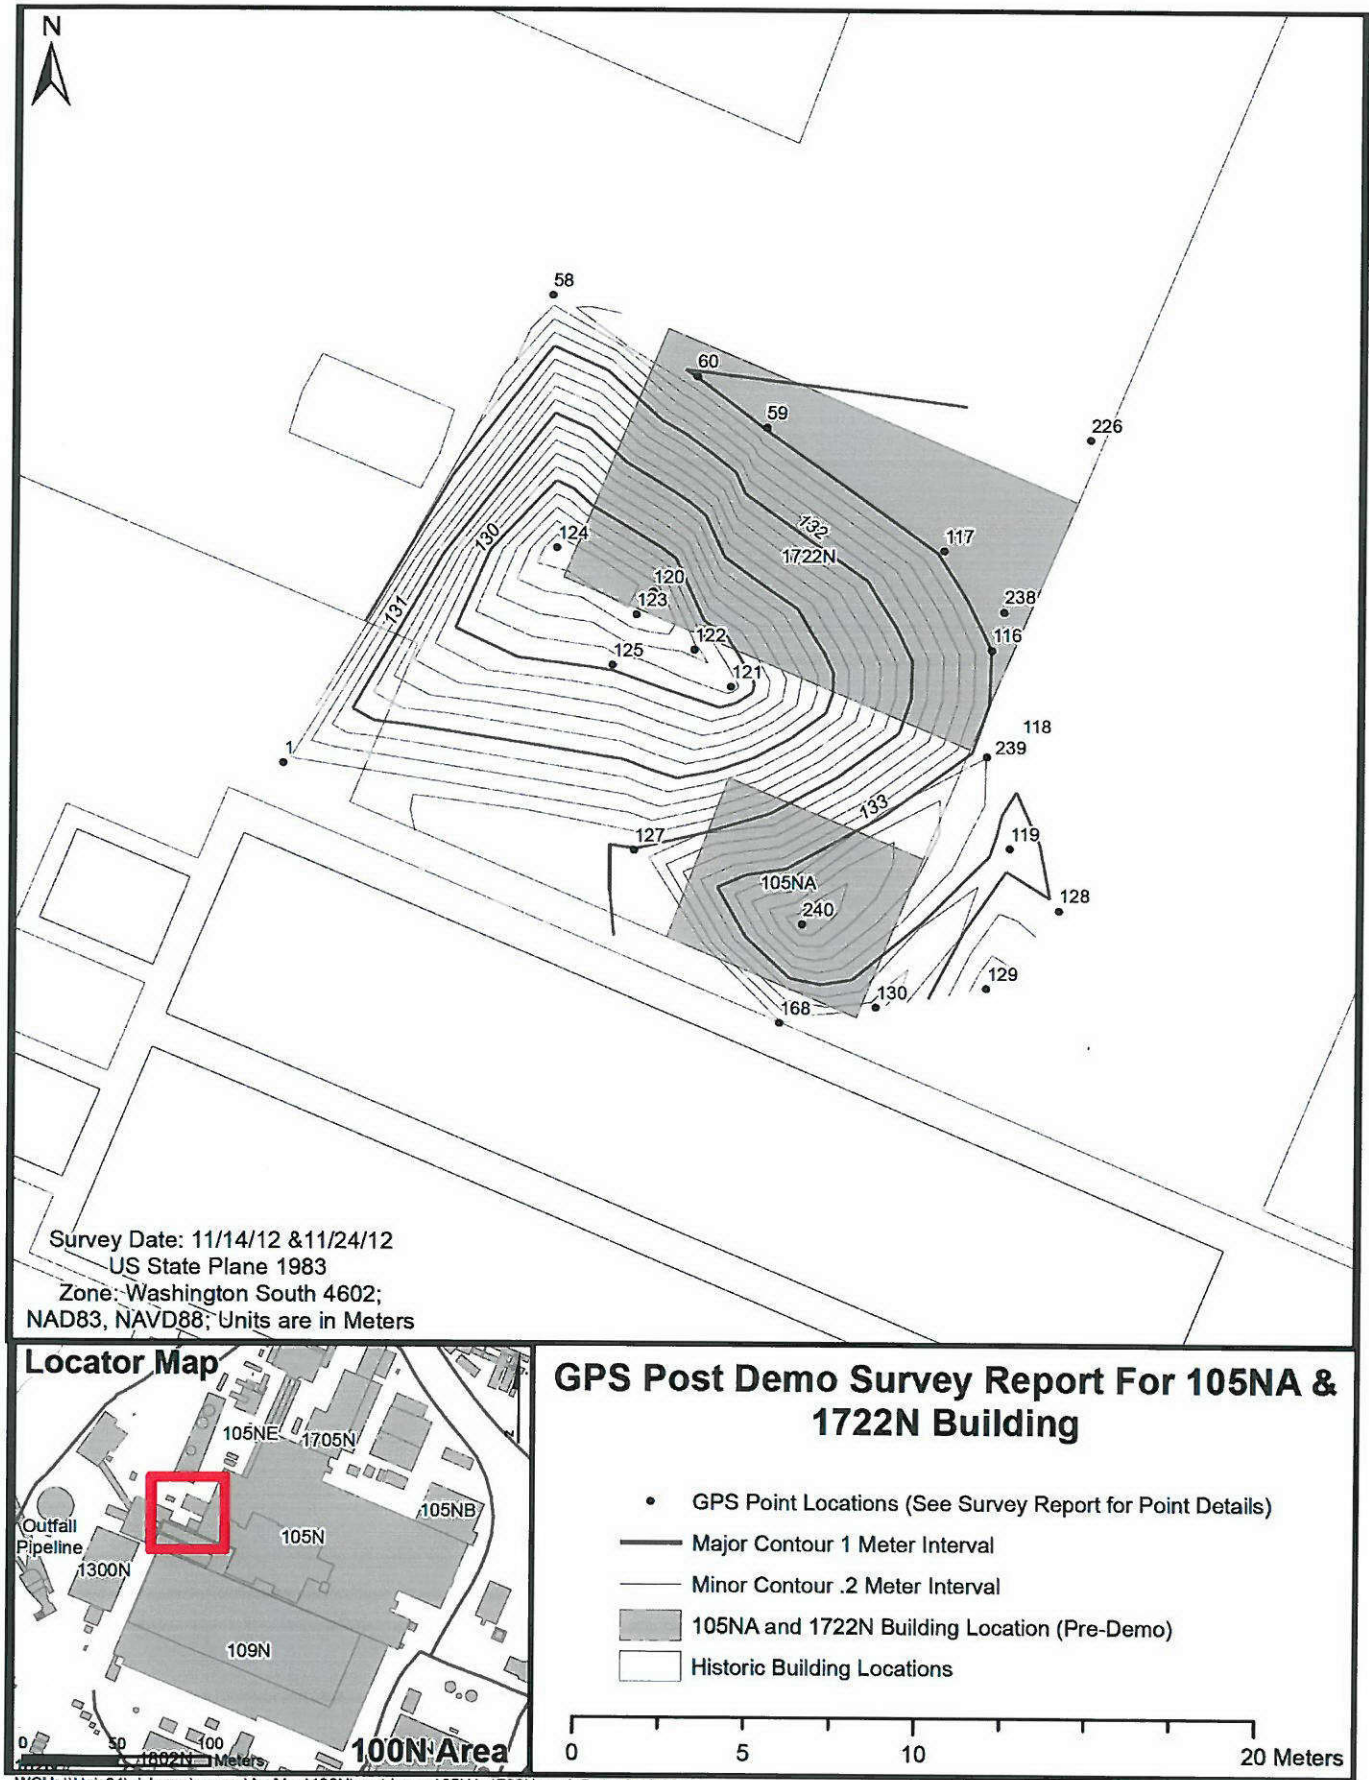 N
58
60
59
226
132
1722N
117
130
124
120
238
123
131
116
122
125
121
118
239
1
133
127
119
105NA
128
240
129
130
168
Survey Date: 11/14/12 &11/24/12
US State Plane 1983
Zone: Washington South 4602;
NAD83, NAVD88; Units are in Meters
Locator Map
105NE
1705N
105NB
Outfall
Pipeline
105N
1300N
109N
0 50 100
1802N Meters
100N Area
GPS Post Demo Survey Report For 105NA &
1722N Building
GPS Point Locations (See Survey Report for Point Details)
Major Contour 1 Meter Interval
Minor Contour .2 Meter Interval
105NA and 1722N Building Location (Pre-Demo)
Historic Building Locations
0 5 10 20 Meters